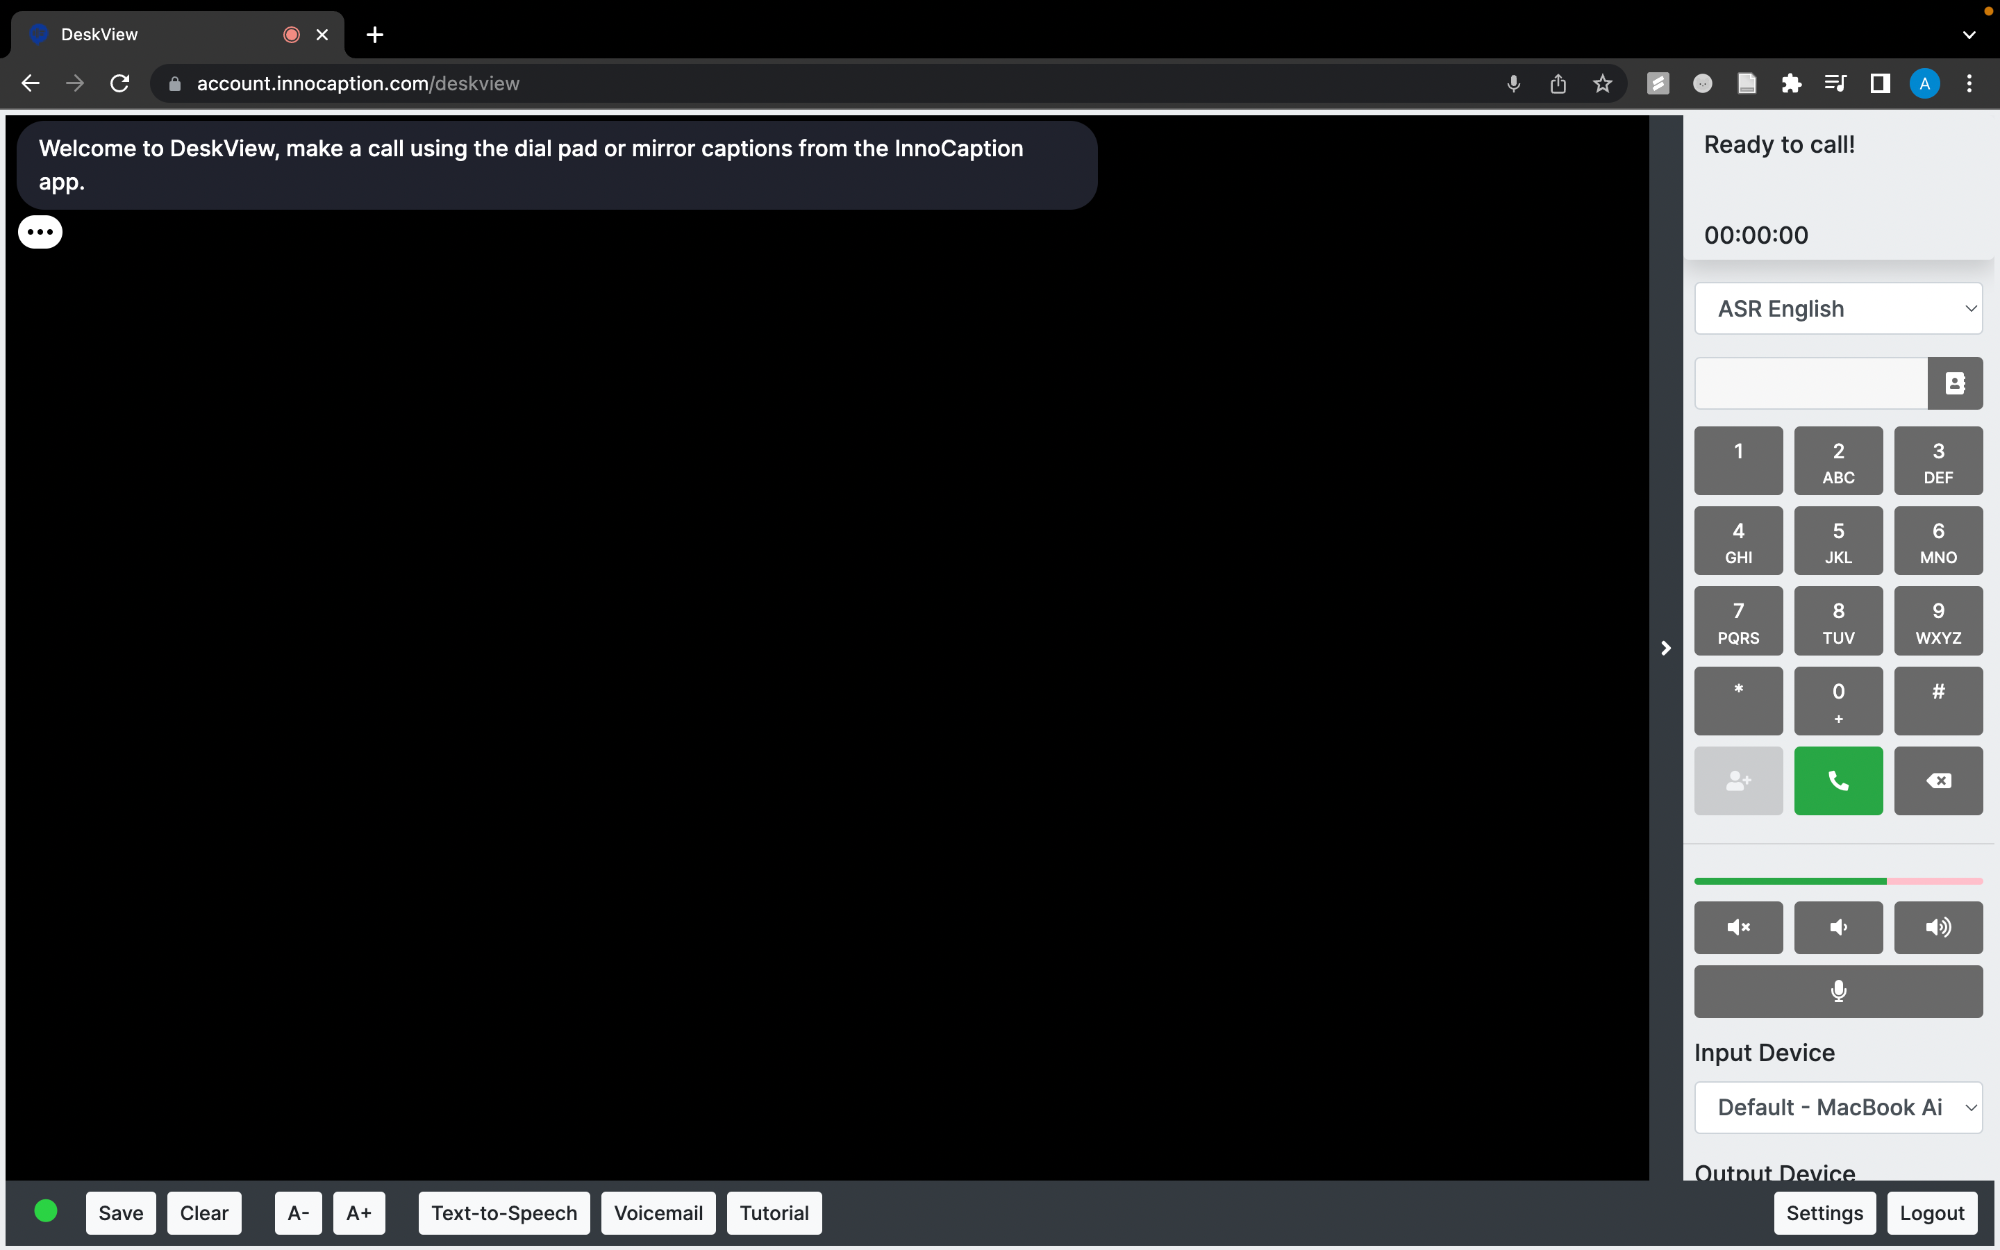 DeskView
account.innocaption.com/deskview
A
Welcome to DeskView, make a call using the dial pad or mirror captions from the InnoCaption
app.
Ready to call!
00:00:00
ASR English
1
2
ABC
3
DEF
4
GHI
5
JKL
6
MNO
7
PQRS
8
TUV
9
WXYZ
*
0
+
#
Input Device
Default - MacBook Ai
Output Device
Save
Clear
A-
A+
Text-to-Speech
Voicemail
Tutorial
Settings
Logout